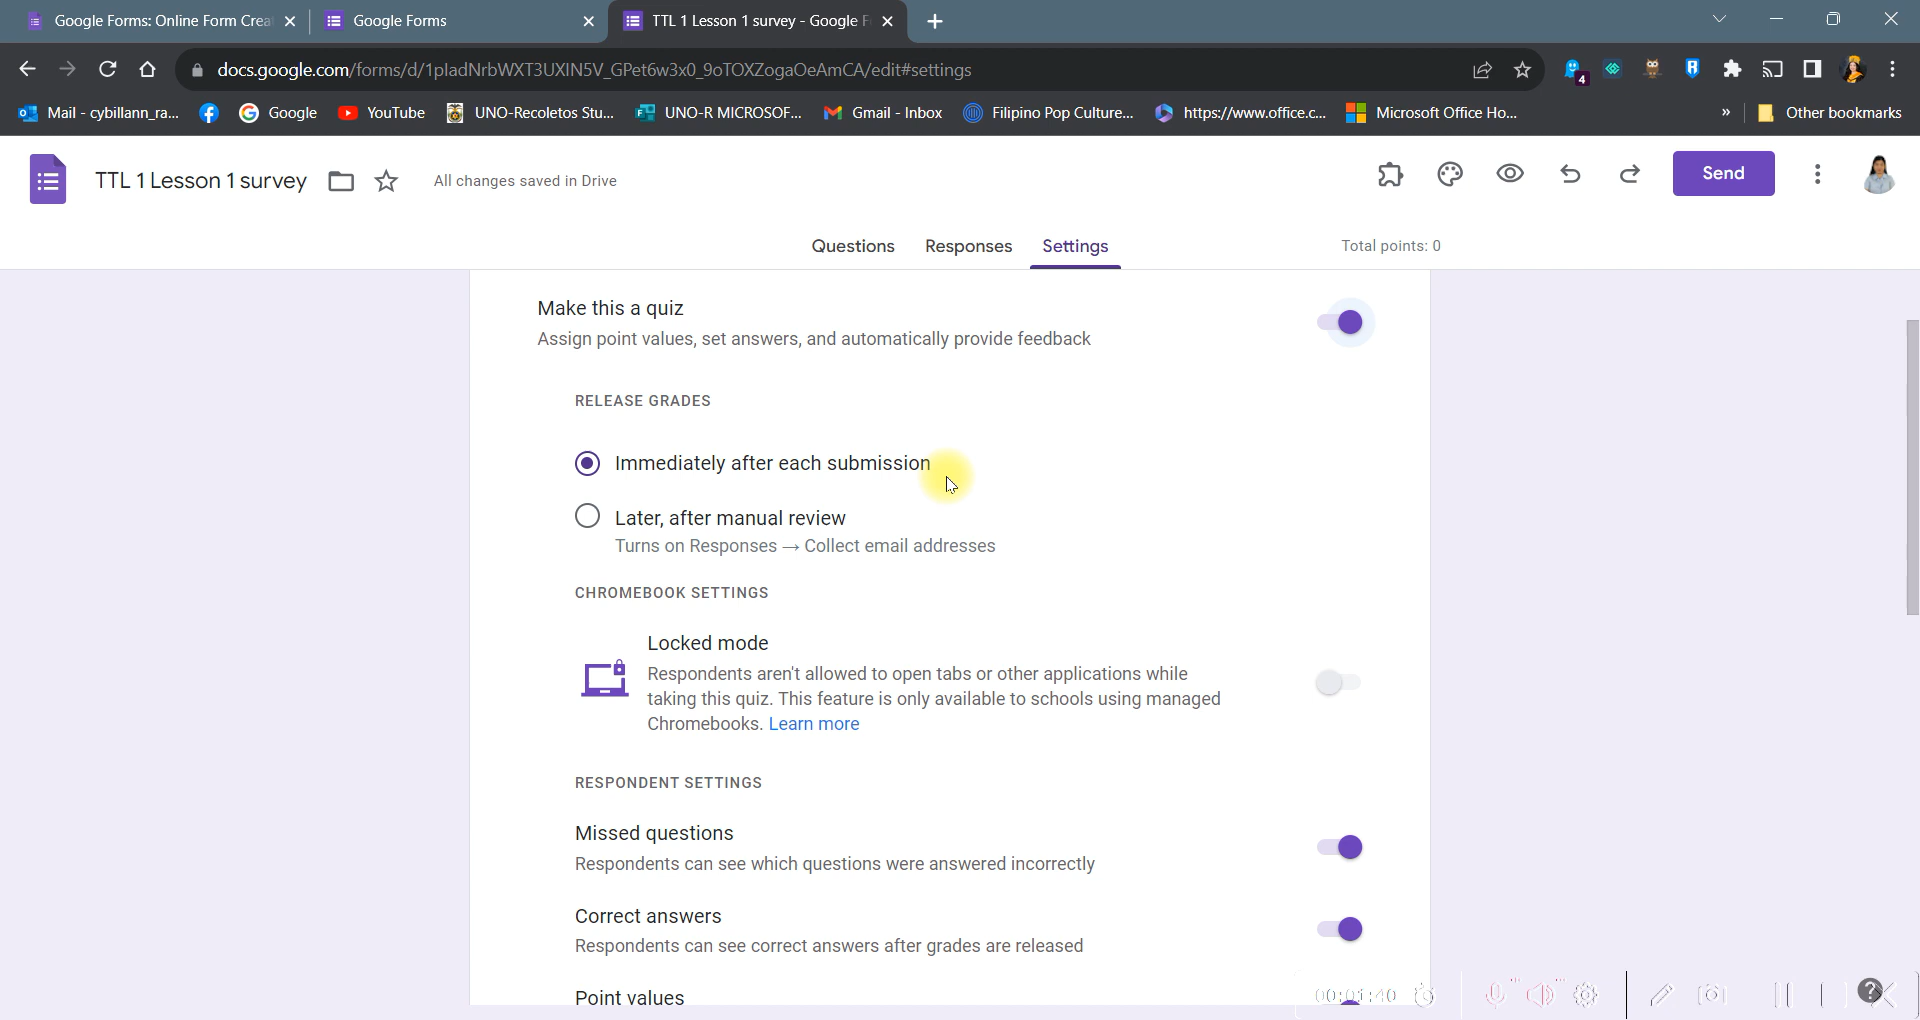 Google Forms: Online Form Crea
Google Forms
TTL 1 Lesson 1 survey - Google F
docs.google.com/forms/d/1pladNrbWXT3UXIN5V_GPet6w3x0_9oTOXZogaOeAmCA/edit#settings
4
Mail - cybillann_ra...
Google
YouTube
UNO-Recoletos Stu...
UNO-R MICROSOF...
Gmail - Inbox
Filipino Pop Culture...
https://www.office.c...
Microsoft Office Ho...
»
Other bookmarks
TTL 1 Lesson 1 survey
All changes saved in Drive
Send
Questions
Responses
Settings
Total points: 0
Make this a quiz
Assign point values, set answers, and automatically provide feedback
RELEASE GRADES
Immediately after each submission
Later, after manual review
Turns on Responses → Collect email addresses
CHROMEBOOK SETTINGS
Locked mode
Respondents aren't allowed to open tabs or other applications while
taking this quiz. This feature is only available to schools using managed
Chromebooks. Learn more
RESPONDENT SETTINGS
Missed questions
Respondents can see which questions were answered incorrectly
Correct answers
Respondents can see correct answers after grades are released
Point values
00:01:40